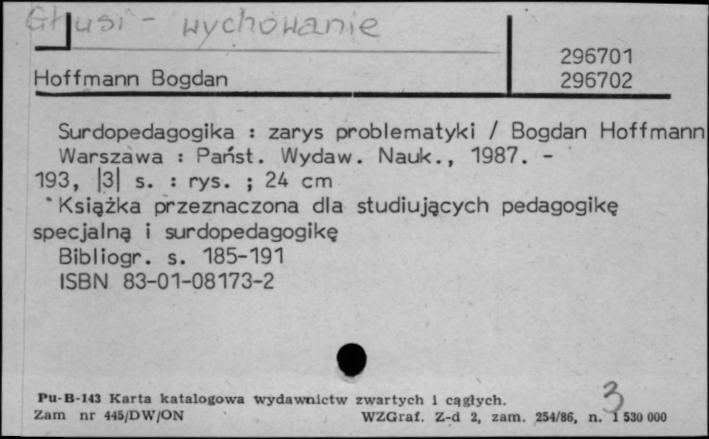 Głusi - wychowanie
296701
Hoffmann Bogdan 296702
Surdopedagogika : zarys problematyki / Bogdan Hoffmann
Warszawa : Państ. Wydaw. Nauk., 1987. -
193, |3| s. : rys. ; 24 cm
Książka przeznaczona dla studiujących pedagogikę
specjalną i surdopedagogikę
Bibliogr. s. 185-191
ISBN 83-01-08173-2
3
Pu-B-143 Karta katalogowa wydawnictw zwartych i cągłych.
Zam nr 445/DW/ON WZGraf. Z-d 2, zam. 254/86, n. 1 530 000